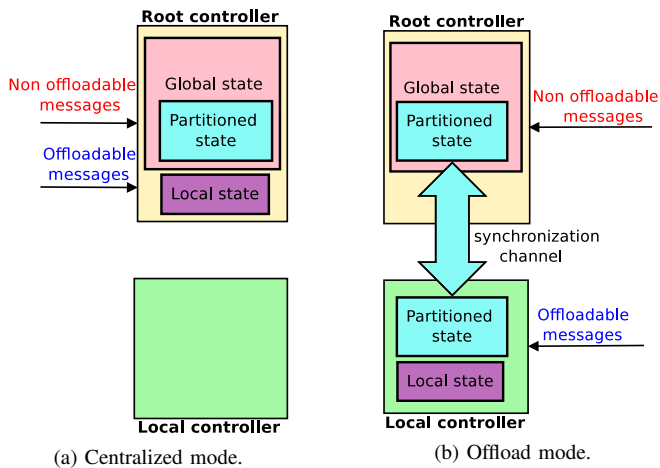 Root controller
Global state
Non offloadable
messages
Partitioned
state
Offloadable
messages
Local state
Local controller
(a) Centralized mode.
Root controller
Global state
Partitioned
state
Non offloadable
messages
synchronization
channel
Partitioned
state
Offloadable
messages
Local state
Local controller
(b) Offload mode.